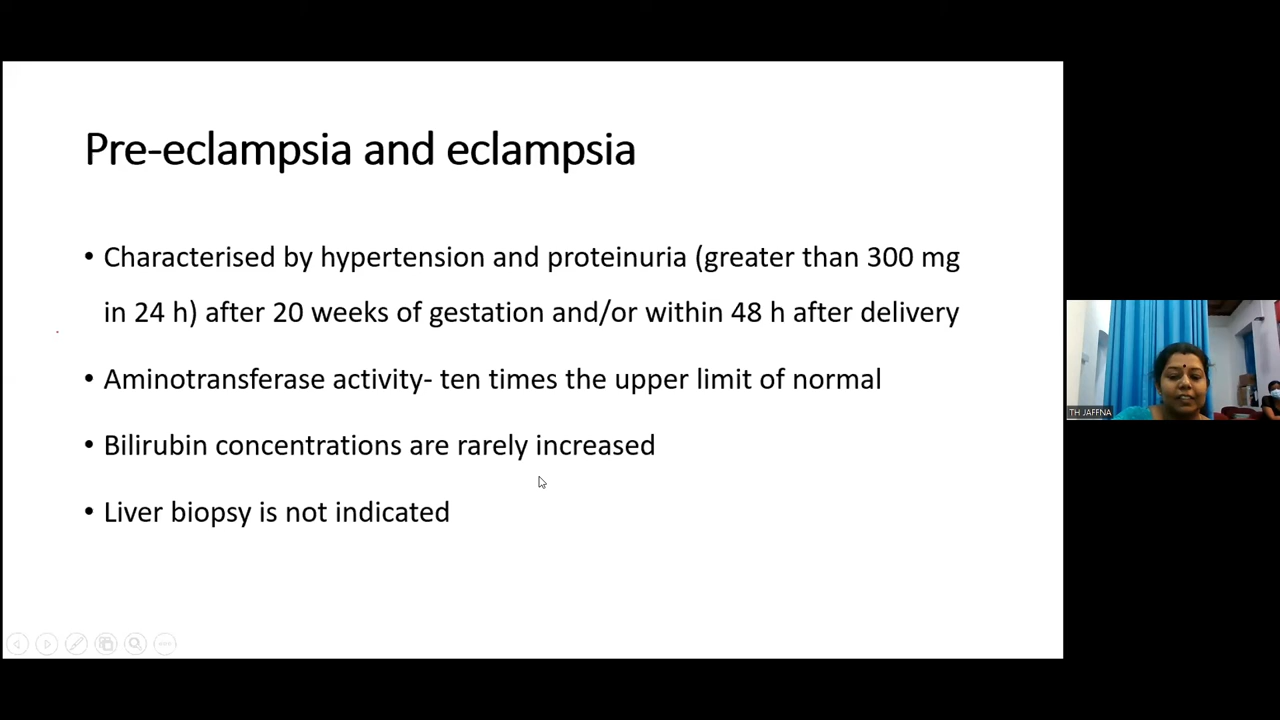 Pre-eclampsia and eclampsia
• Characterised by hypertension and proteinuria (greater than 300 mg
in 24 h) after 20 weeks of gestation and/or within 48 h after delivery
• Aminotransferase activity- ten times the upper limit of normal
• Bilirubin concentrations are rarely increased
• Liver biopsy is not indicated
TH JAFFNA